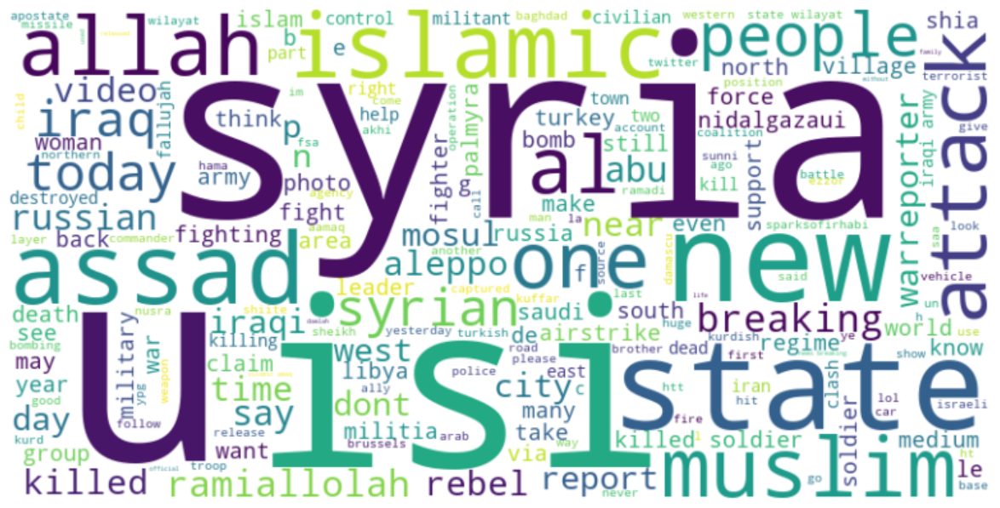 apostate
missile
wilayat
islam
control
militant
baghdad
civilian
western
state wilayat
shia
used
released
allah
part
b
e
islamic
twitter
people
north
village
family
terrorist
attack
video
iraq
fallujah
child
woman
northern
today
destroyed
russian
syria
think
p
n
im
right
come
akhi
fsa
help
operation
palmyra
hama
army
photo
agency
fight
fighter
og
call
turkey
town
two
account
bomb
still
al
abu
ramadi
kill
make
man
la
near
even
force
position
nidalgazaui
coalition
sunni
ago
support
battle
ezzor
without
warreporter
iraqi army
give
sparksofirhabi
saa
look
layer
back
commander
fighting
aamaq
area
mosul
russia
another
aleppo
one
f
source
damascu
new
said
vehicle
assad
leader
captured
kuffar
last
life
un
h
death
nusra
shiite
damiah
syrian
saudi
south
huge
breaking
ye
world
use
see
bombing
may
year
good
day
kurd
group
military
ypg
war
weapon
follow
iraqi
killing
claim
islamic army
time
say
release
want
u
isi
sheikh
yesterday
turkish
west
libya
ally
dont
militia
brussels
arab
de
airstrike
road
please
police
east
city
c
many
take
via
way
brother
dead
kurdish
first
regime
news breaking
show
know
htt
hit
iran
fire
clash
lol
car
israeli
state
killed
l
soldier
soldier
medium
ht
le
base
killed
official
troop
ramiallolah
rebel
report
never
muslim
go